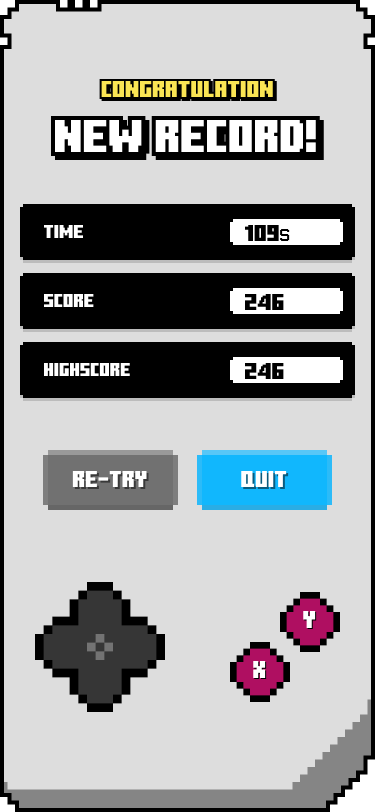 CONGRATULATION
NEW RECORD!
TIME 109s
SCORE 246
HIGHSCORE 246
RE-TRY QUIT
Y
X